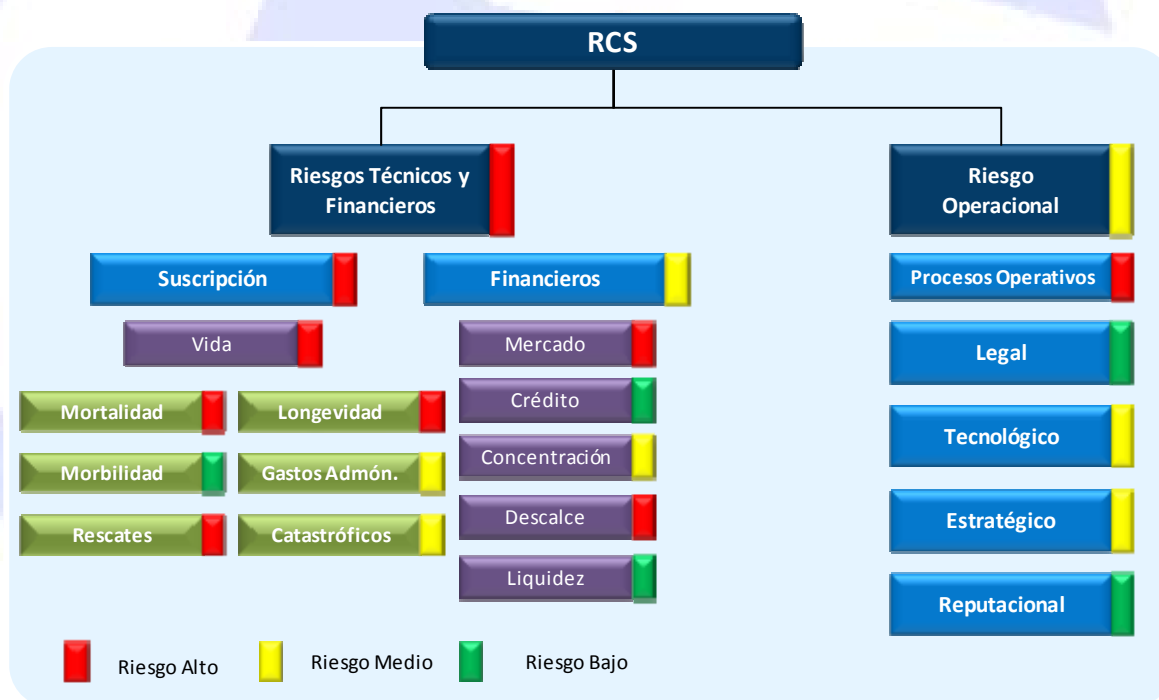 RCS
Riesgos Técnicos y
Financieros
Riesgo
Operacional
Suscripción
Financieros
Procesos Operativos
Vida
Mercado
Legal
Mortalidad
Longevidad
Crédito
Tecnológico
Morbilidad
Gastos Admón.
Concentración
Rescates
Catastróficos
Descalce
Estratégico
Liquidez
Reputacional
Riesgo Alto
Riesgo Medio
Riesgo Bajo